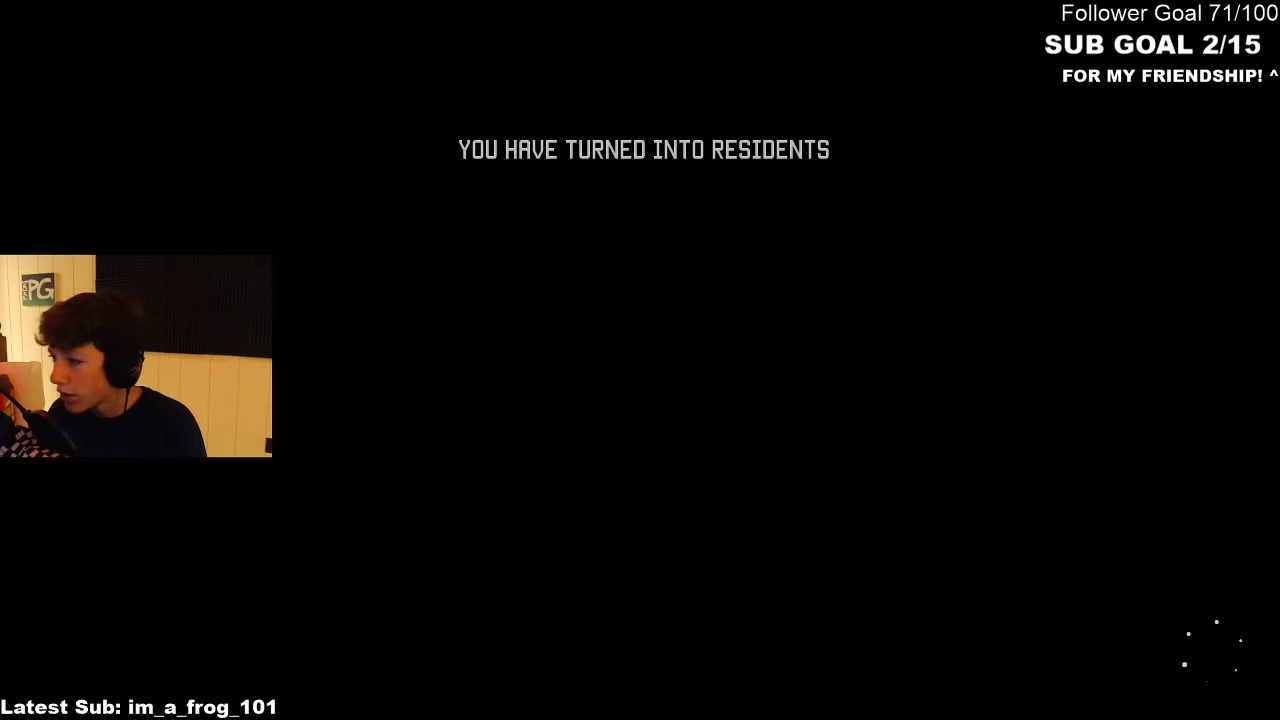 Follower Goal 71/100
SUB GOAL 2/15
FOR MY FRIENDSHIP! ^
YOU HAVE TURNED INTO RESIDENTS
PG
Latest Sub: im_a_frog_101